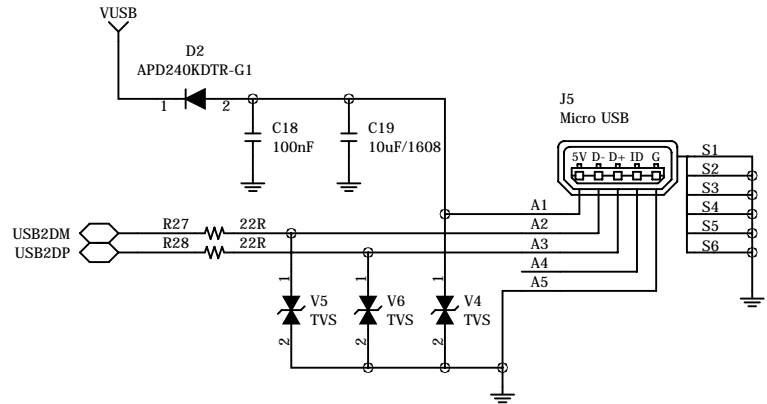 VUSB
D2
APD240KDTR-G1
1 2
C18
100nF
C19
10uF/1608
J5
Micro USB
5V D- D+ ID G
S1
S2
S3
S4
S5
S6
A1
A2
A3
A4
A5
USB2DM
R27 22R
USB2DP
R28 22R
1
V5
TVS
2
1
V6
TVS
2
1
V4
TVS
2